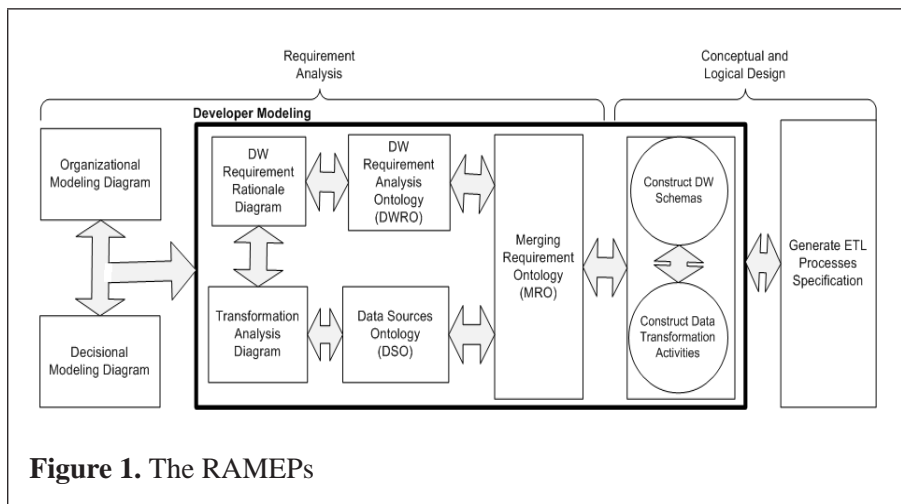 Requirement
Analysis
Conceptual and
Logical Design
Developer Modeling
Organizational
Modeling Diagram
Decisional
Modeling Diagram
DW
Requirement
Rationale
Diagram
DW
Requirement
Analysis
Ontology
(DWRO)
Transformation
Analysis
Diagram
Data Sources
Ontology
(DSO)
Merging
Requirement
Ontology
(MRO)
Construct DW
Schemas
Construct Data
Transformation
Activities
Generate ETL
Processes
Specification
Figure 1. The RAMEPs